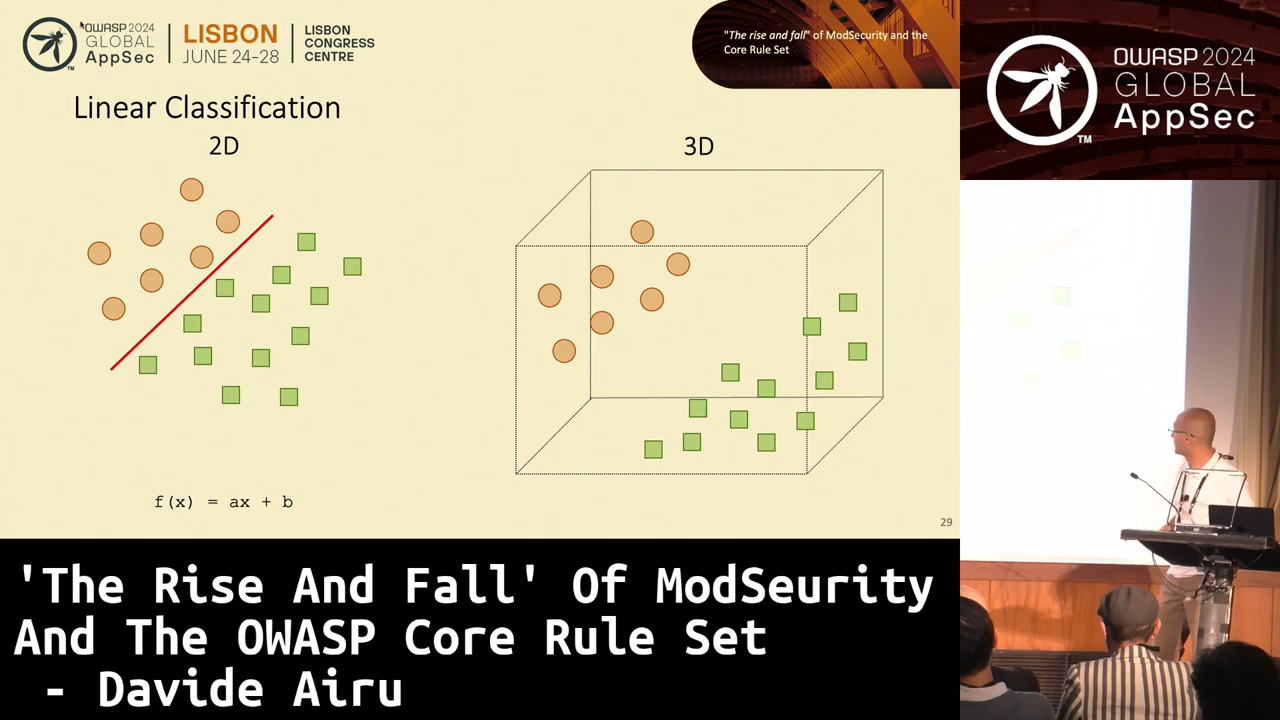 OWASP 2024
GLOBAL
AppSec
TM
LISBON
JUNE 24-28
LISBON
CONGRESS
CENTRE
"The rise and fall" of ModSecurity and the
Core Rule Set
Linear Classification
2D
3D
f(x) = ax + b
29
OWASP 2024
GLOBAL
AppSec
TM
'The Rise And Fall' Of ModSeurity
And The OWASP Core Rule Set
- Davide Airu